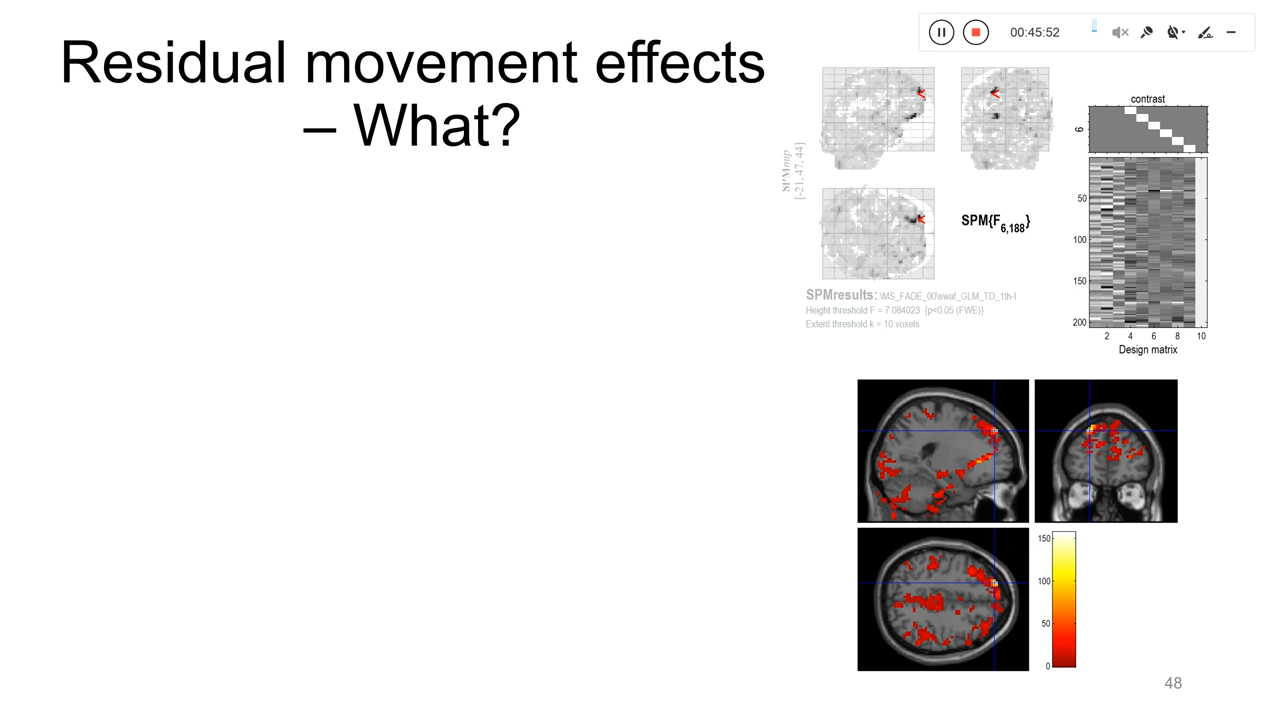 Residual movement effects
– What?
00:45:52
SPMmip
[-21, 47, 44]
SPM{F6,188}
SPMresults: .\MS_FADE_00\swaf_GLM_TD_1th-l
Height threshold F = 7.084023 {p<0.05 (FWE)}
Extent threshold k = 10 voxels
contrast
6
50
100
150
200
2 4 6 8 10
Design matrix
150
100
50
0
48